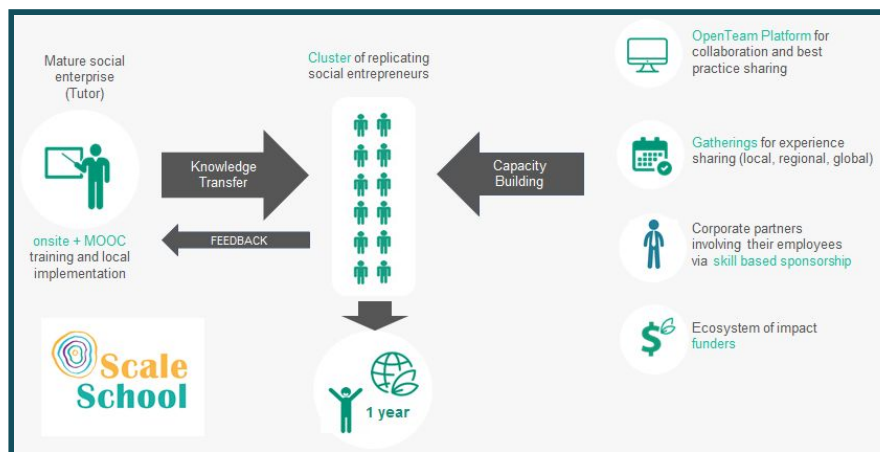 Mature social
enterprise
(Tutor)
onsite + MOOC
training and local
implementation
Knowledge
Transfer
FEEDBACK
Cluster of replicating
social entrepreneurs
1 year
Capacity
Building
OpenTeam Platform for
collaboration and best
practice sharing
Gatherings for experience
sharing (local, regional, global)
Corporate partners
involving their employees
via skill based sponsorship
Ecosystem of impact
funders
Scale
School